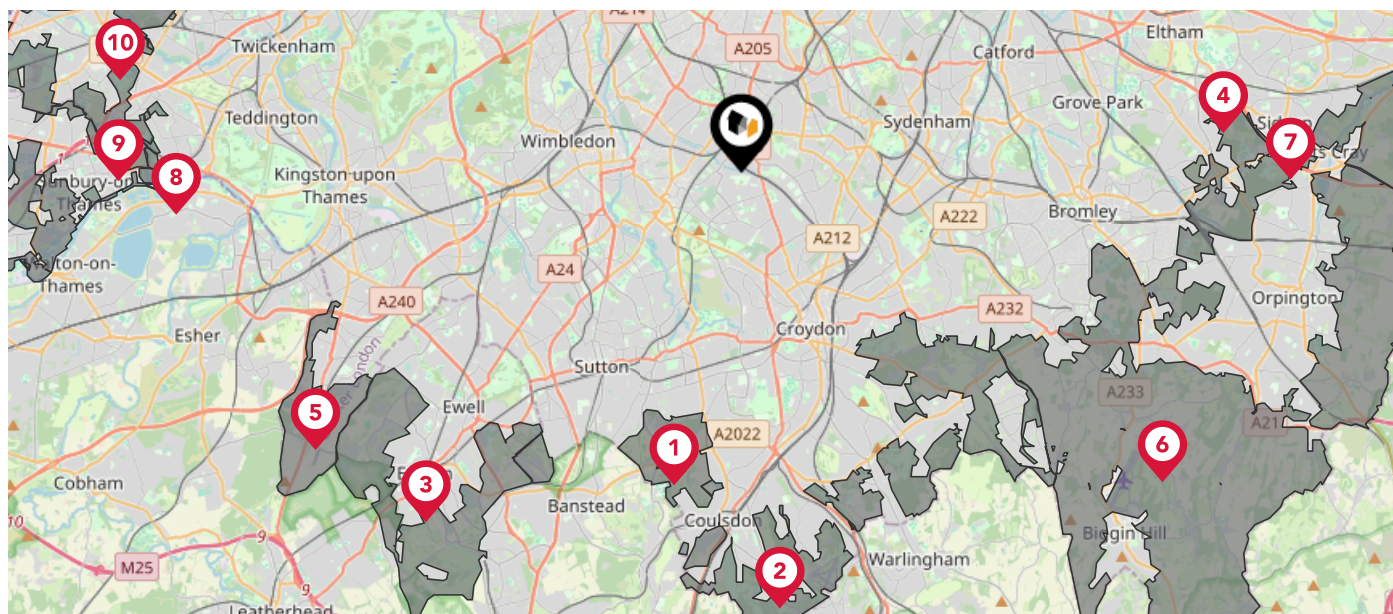 A214
10
Twickenham
A205
Catford
Eltham
4
Grove Park
Teddington
Sydenham
Wimbledon
7
9
8
Kingston upon
Thames
Thames
Bromley
A222
A212
Walton-on-
Thames
A24
A240
A232
Orpington
Croydon
Esher
Sutton
A233
Ewell
5
A21
A2022
1
6
Cobham
3
Banstead
Coulsdon
10
9
Biggin Hill
Warlingham
M25
2
9
Leatherhead